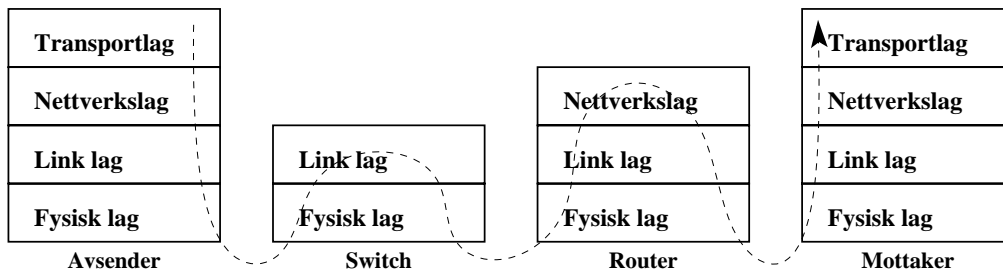 Transportlag
Nettverkslag
Link lag
Fysisk lag
Avsender
Link lag
Fysisk lag
Switch
Nettverkslag
Link lag
Fysisk lag
Router
Transportlag
Nettverkslag
Link lag
Fysisk lag
Mottaker